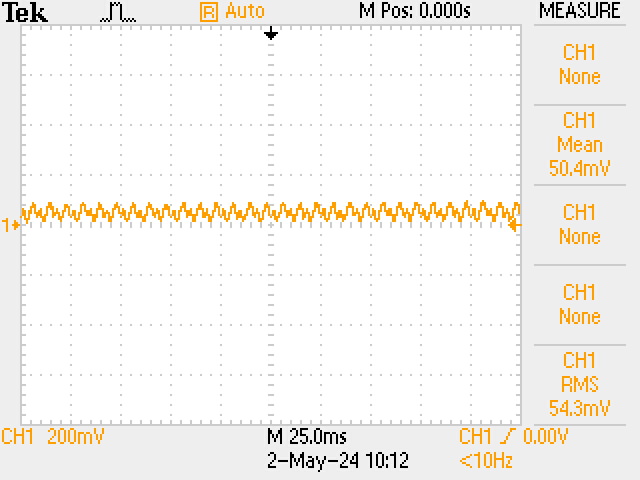 Tek R Auto M Pos: 0.000s MEASURE
CH1
None
CH1
Mean
50.4mV
CH1
None
CH1
None
CH1
RMS
54.3mV
1
CH1 200mV M 25.0ms CH1 0.00V
2-May-24 10:12 <10Hz